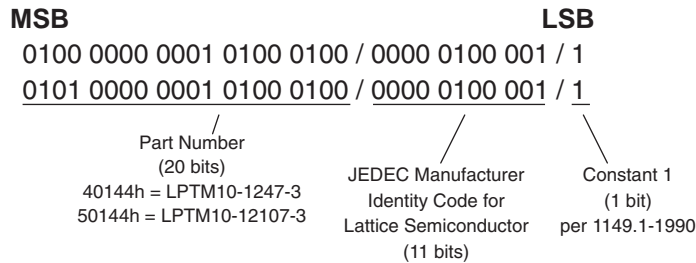 MSB LSB
0100 0000 0001 0100 0100 / 0000 0100 001 / 1
0101 0000 0001 0100 0100 / 0000 0100 001 / 1
Part Number
(20 bits)
40144h = LPTM10-1247-3
50144h = LPTM10-12107-3
JEDEC Manufacturer
Identity Code for
Lattice Semiconductor
(11 bits)
Constant 1
(1 bit)
per 1149.1-1990